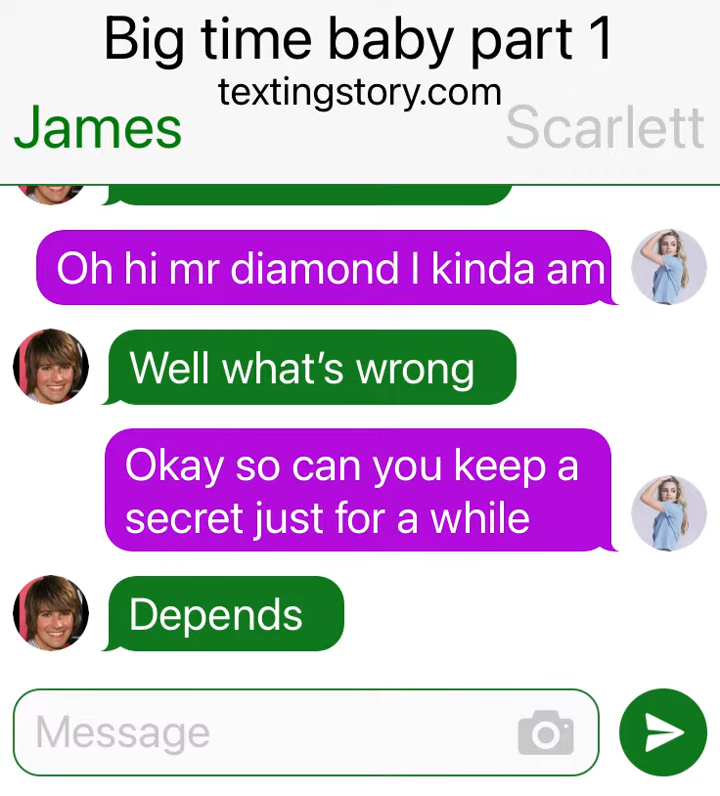 Big time baby part 1
textingstory.com
James
Scarlett
Oh hi mr diamond I kinda am
Well what’s wrong
Okay so can you keep a
secret just for a while
Depends
Message